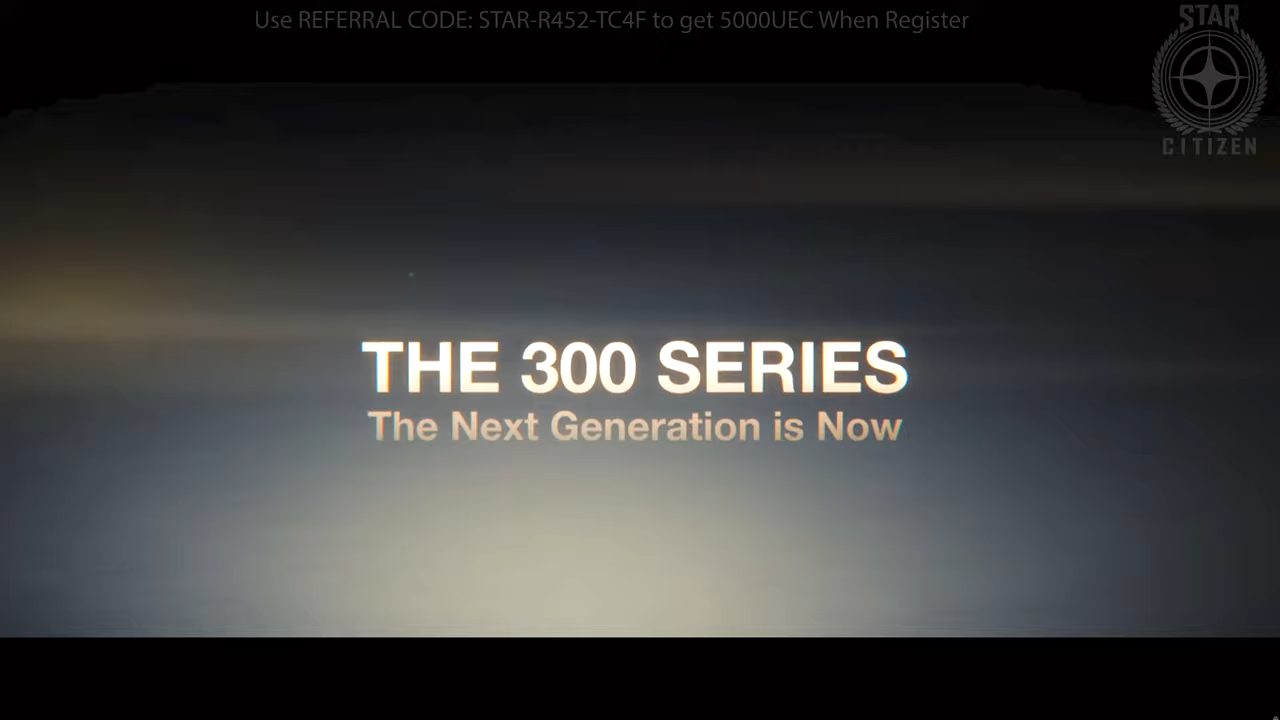 Use REFERRAL CODE: STAR-R452-TC4F to get 5000UEC When Register
STAR
CITIZEN
THE 300 SERIES
The Next Generation is Now